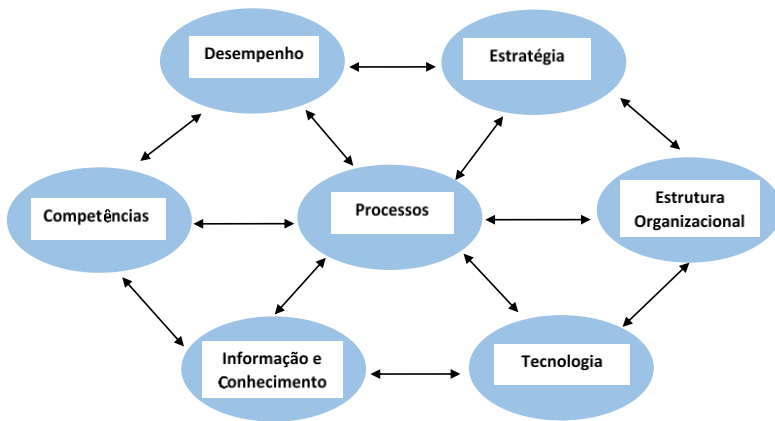 Desempenho
Estratégia
Competências
Processos
Estrutura
Organizacional
Informação e
Conhecimento
Tecnologia